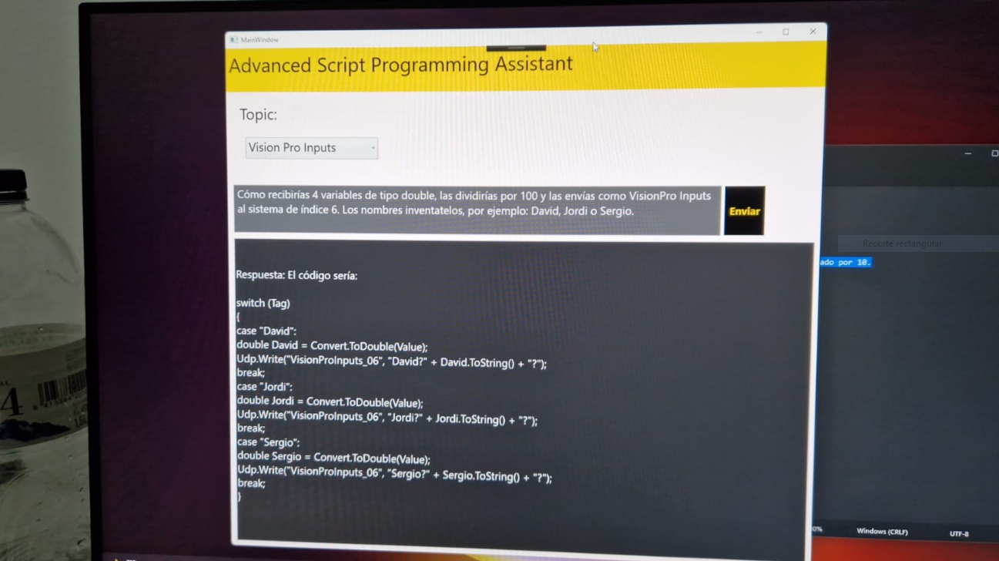 MainWindow
Advanced Script Programming Assistant
Topic:
Vision Pro Inputs
Cómo recibirías 4 variables de tipo double, las dividirías por 100 y las envías como VisionPro Inputs
al sistema de índice 6. Los nombres inventatelos, por ejemplo: David, Jordi o Sergio.
Enviar
Respuesta: El código sería:
switch (Tag)
{
case "David":
double David = Convert.ToDouble(Value);
Udp.Write("VisionProInputs_06", "David?" + David.ToString() + "?");
break;
case "Jordi":
double Jordi = Convert.ToDouble(Value);
Udp.Write("VisionProInputs_06", "Jordi?" + Jordi.ToString() + "?");
break;
case "Sergio":
double Sergio = Convert.ToDouble(Value);
Udp.Write("VisionProInputs_06", "Sergio?" + Sergio.ToString() + "?");
break;
}
Recorte rectangular
ado por 10.
0%
Windows (CRLF)
UTF-8
4